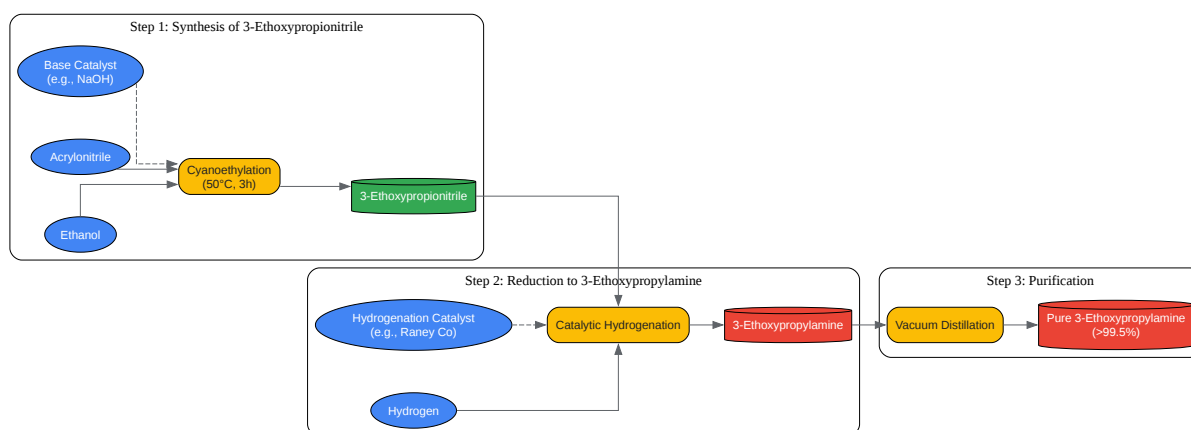 Step 1: Synthesis of 3-Ethoxypropionitrile
Base Catalyst
(e.g., NaOH)
Acrylonitrile
Cyanoethylation
(50°C, 3h)
3-Ethoxypropionitrile
Ethanol
Step 2: Reduction to 3-Ethoxypropylamine
Hydrogenation Catalyst
(e.g., Raney Co)
Catalytic Hydrogenation
3-Ethoxypropylamine
Hydrogen
Step 3: Purification
Vacuum Distillation
Pure 3-Ethoxypropylamine
(>99.5%)